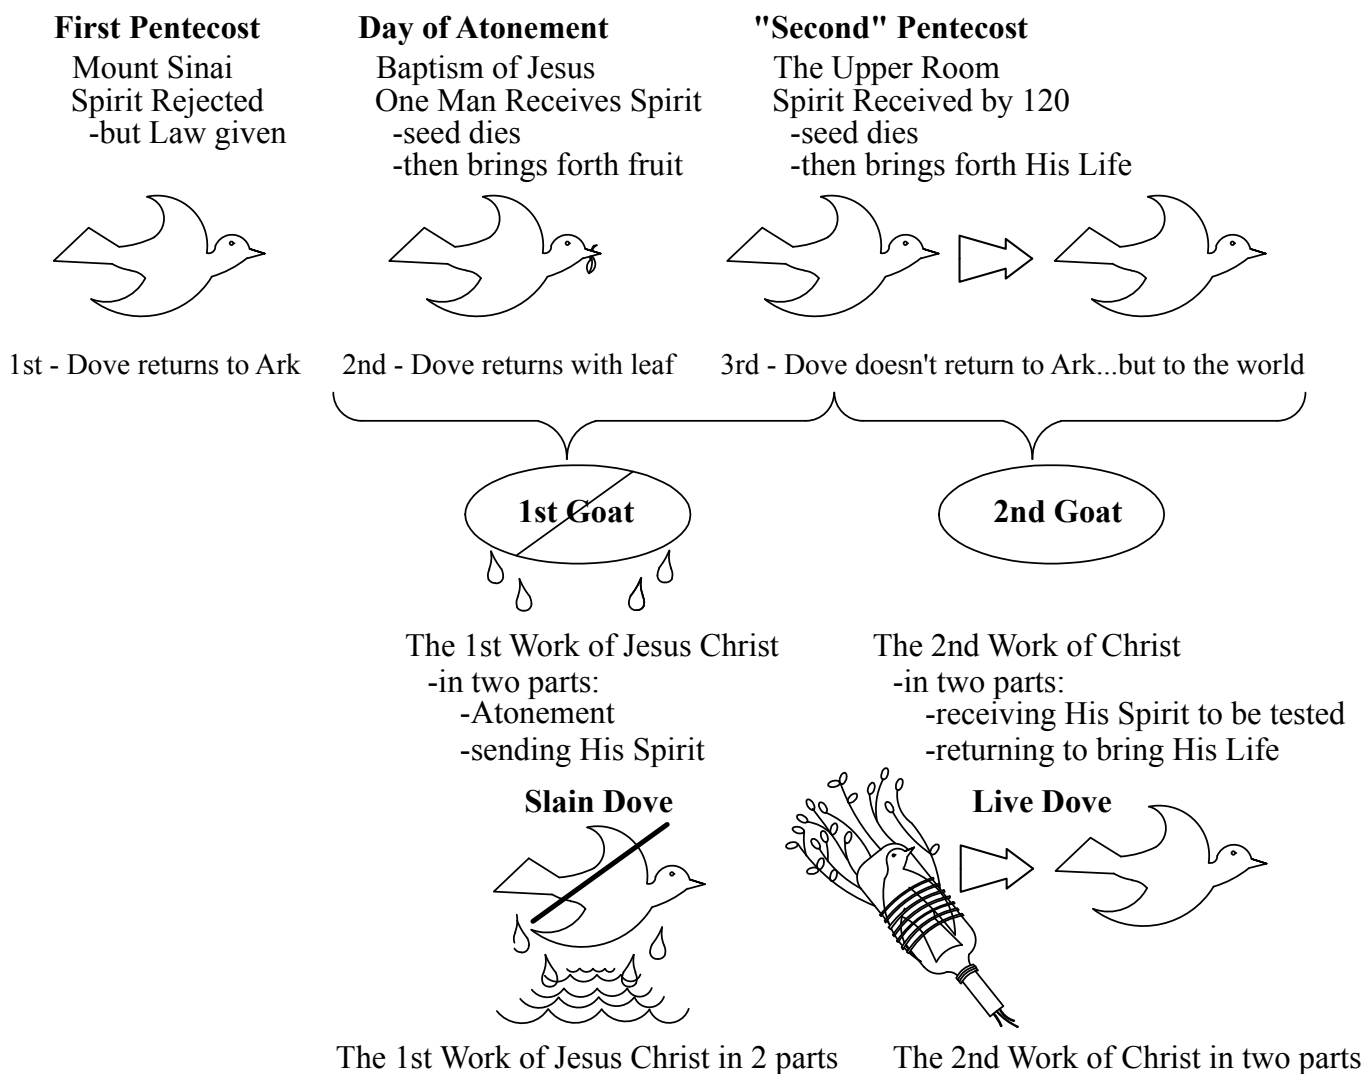 First Pentecost
Mount Sinai
Spirit Rejected
-but Law given
Day of Atonement
Baptism of Jesus
One Man Receives Spirit
-seed dies
-then brings forth fruit
"Second" Pentecost
The Upper Room
Spirit Received by 120
-seed dies
-then brings forth His Life
1st - Dove returns to Ark
2nd - Dove returns with leaf
3rd - Dove doesn't return to Ark...but to the world
1st Goat
2nd Goat
The 1st Work of Jesus Christ
-in two parts:
-Atonement
-sending His Spirit
The 2nd Work of Christ
-in two parts:
-receiving His Spirit to be tested
-returning to bring His Life
Slain Dove
Live Dove
The 1st Work of Jesus Christ in 2 parts
The 2nd Work of Christ in two parts